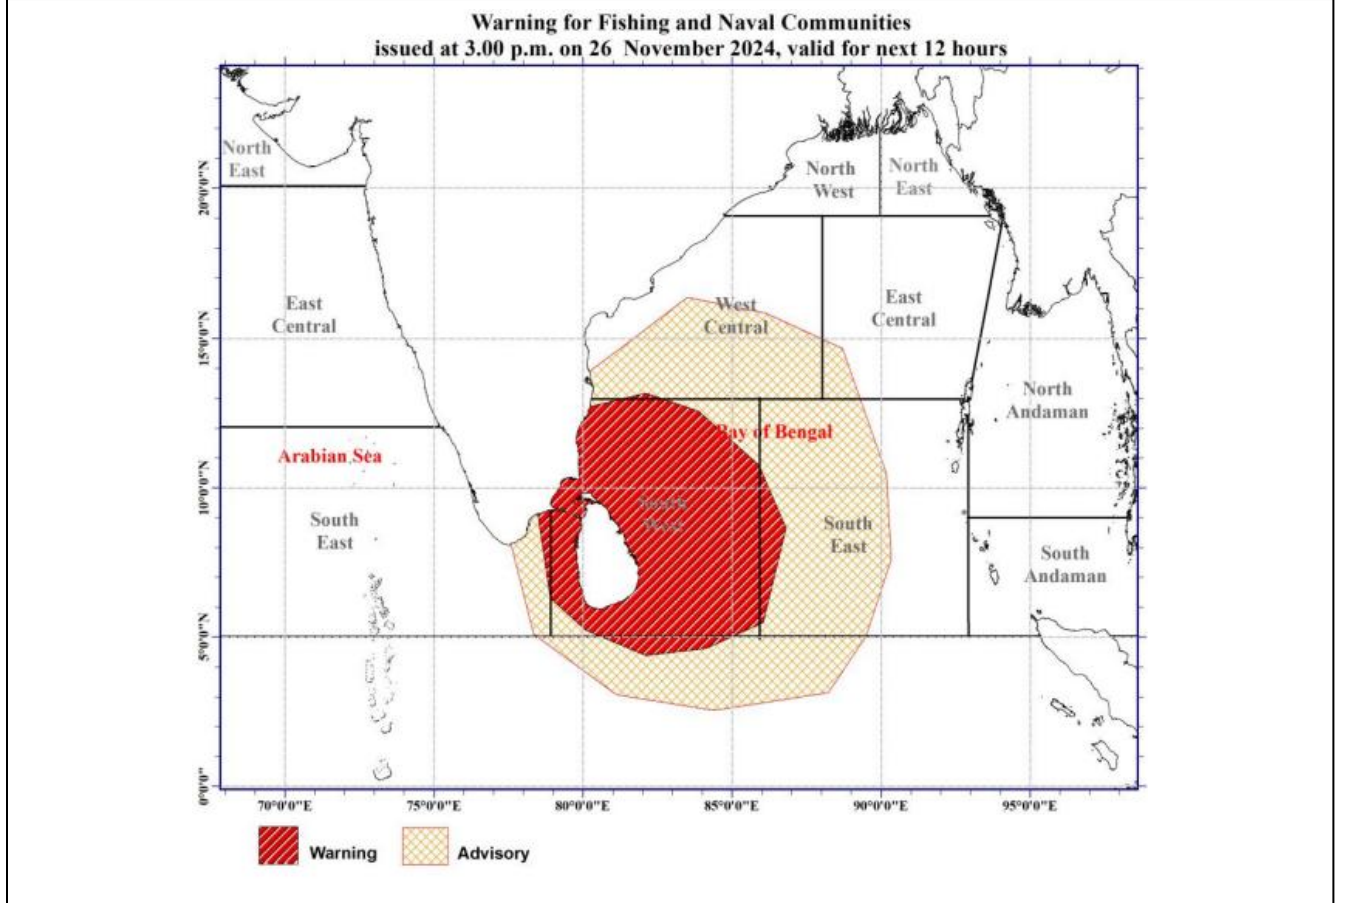 Warning for Fishing and Naval Communities
issued at 3.00 p.m. on 26 November 2024, valid for next 12 hours
North
East
North
West
North
East
20°0'0"N
East
Central
West
Central
East
Central
15°0'0"N
North
Andaman
Bay of Bengal
Arabian Sea
10°0'0"N
South
East
South
West
South
East
South
Andaman
5°0'0"N
0°0'0"
70°0'0"E
75°0'0"E
80°0'0"E
85°0'0"E
90°0'0"E
95°0'0"E
Warning
Advisory